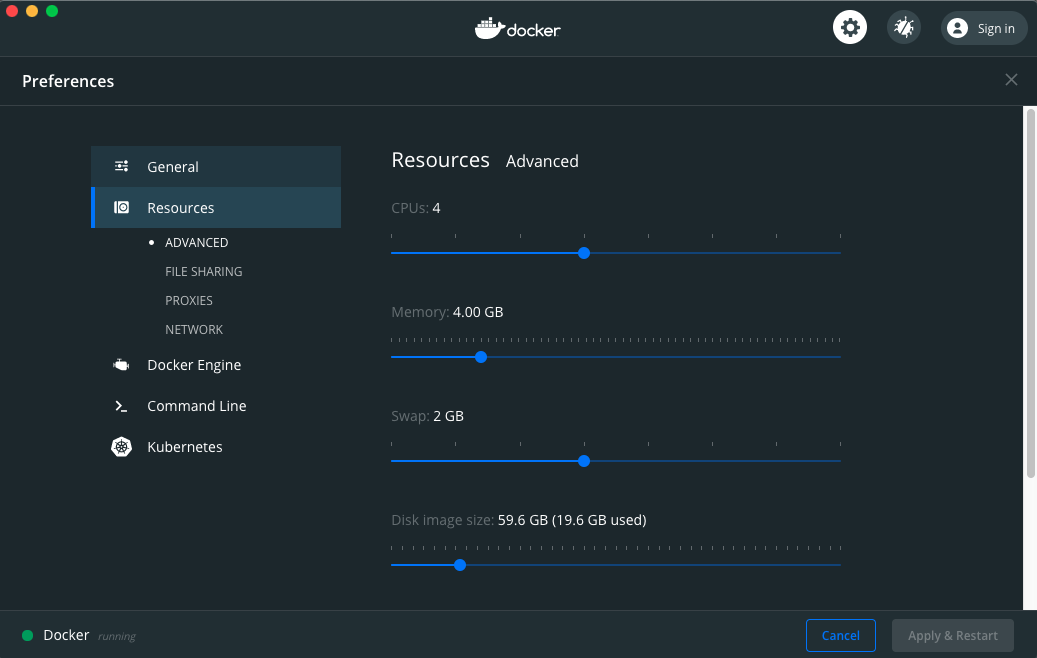 docker
Sign in
Preferences
General
Resources
ADVANCED
FILE SHARING
PROXIES
NETWORK
Docker Engine
Command Line
Kubernetes
Resources Advanced
CPUs: 4
Memory: 4.00 GB
Swap: 2 GB
Disk image size: 59.6 GB (19.6 GB used)
Docker running
Cancel
Apply & Restart